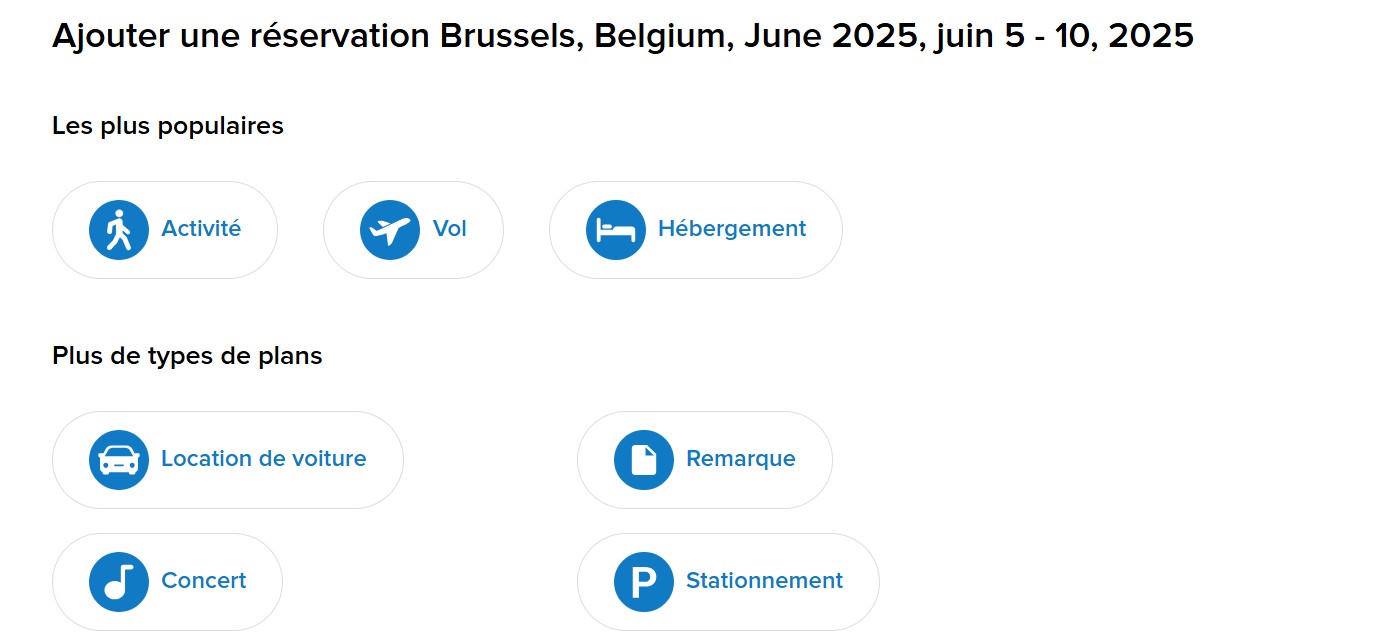 Ajouter une réservation Brussels, Belgium, June 2025, juin 5 - 10, 2025
Les plus populaires
Activité
Vol
Hébergement
Plus de types de plans
Location de voiture
Remarque
Concert
P Stationnement